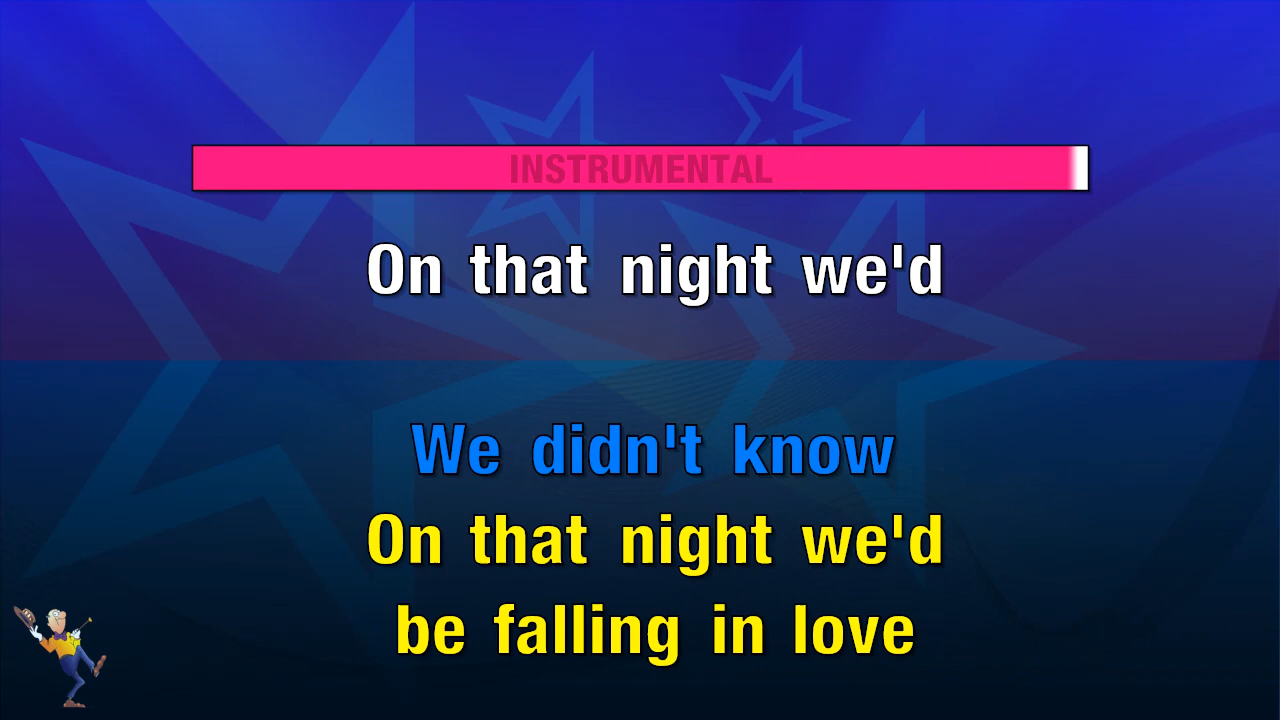 INSTRUMENTAL
On that night we'd
We didn't know
On that night we'd
be falling in love